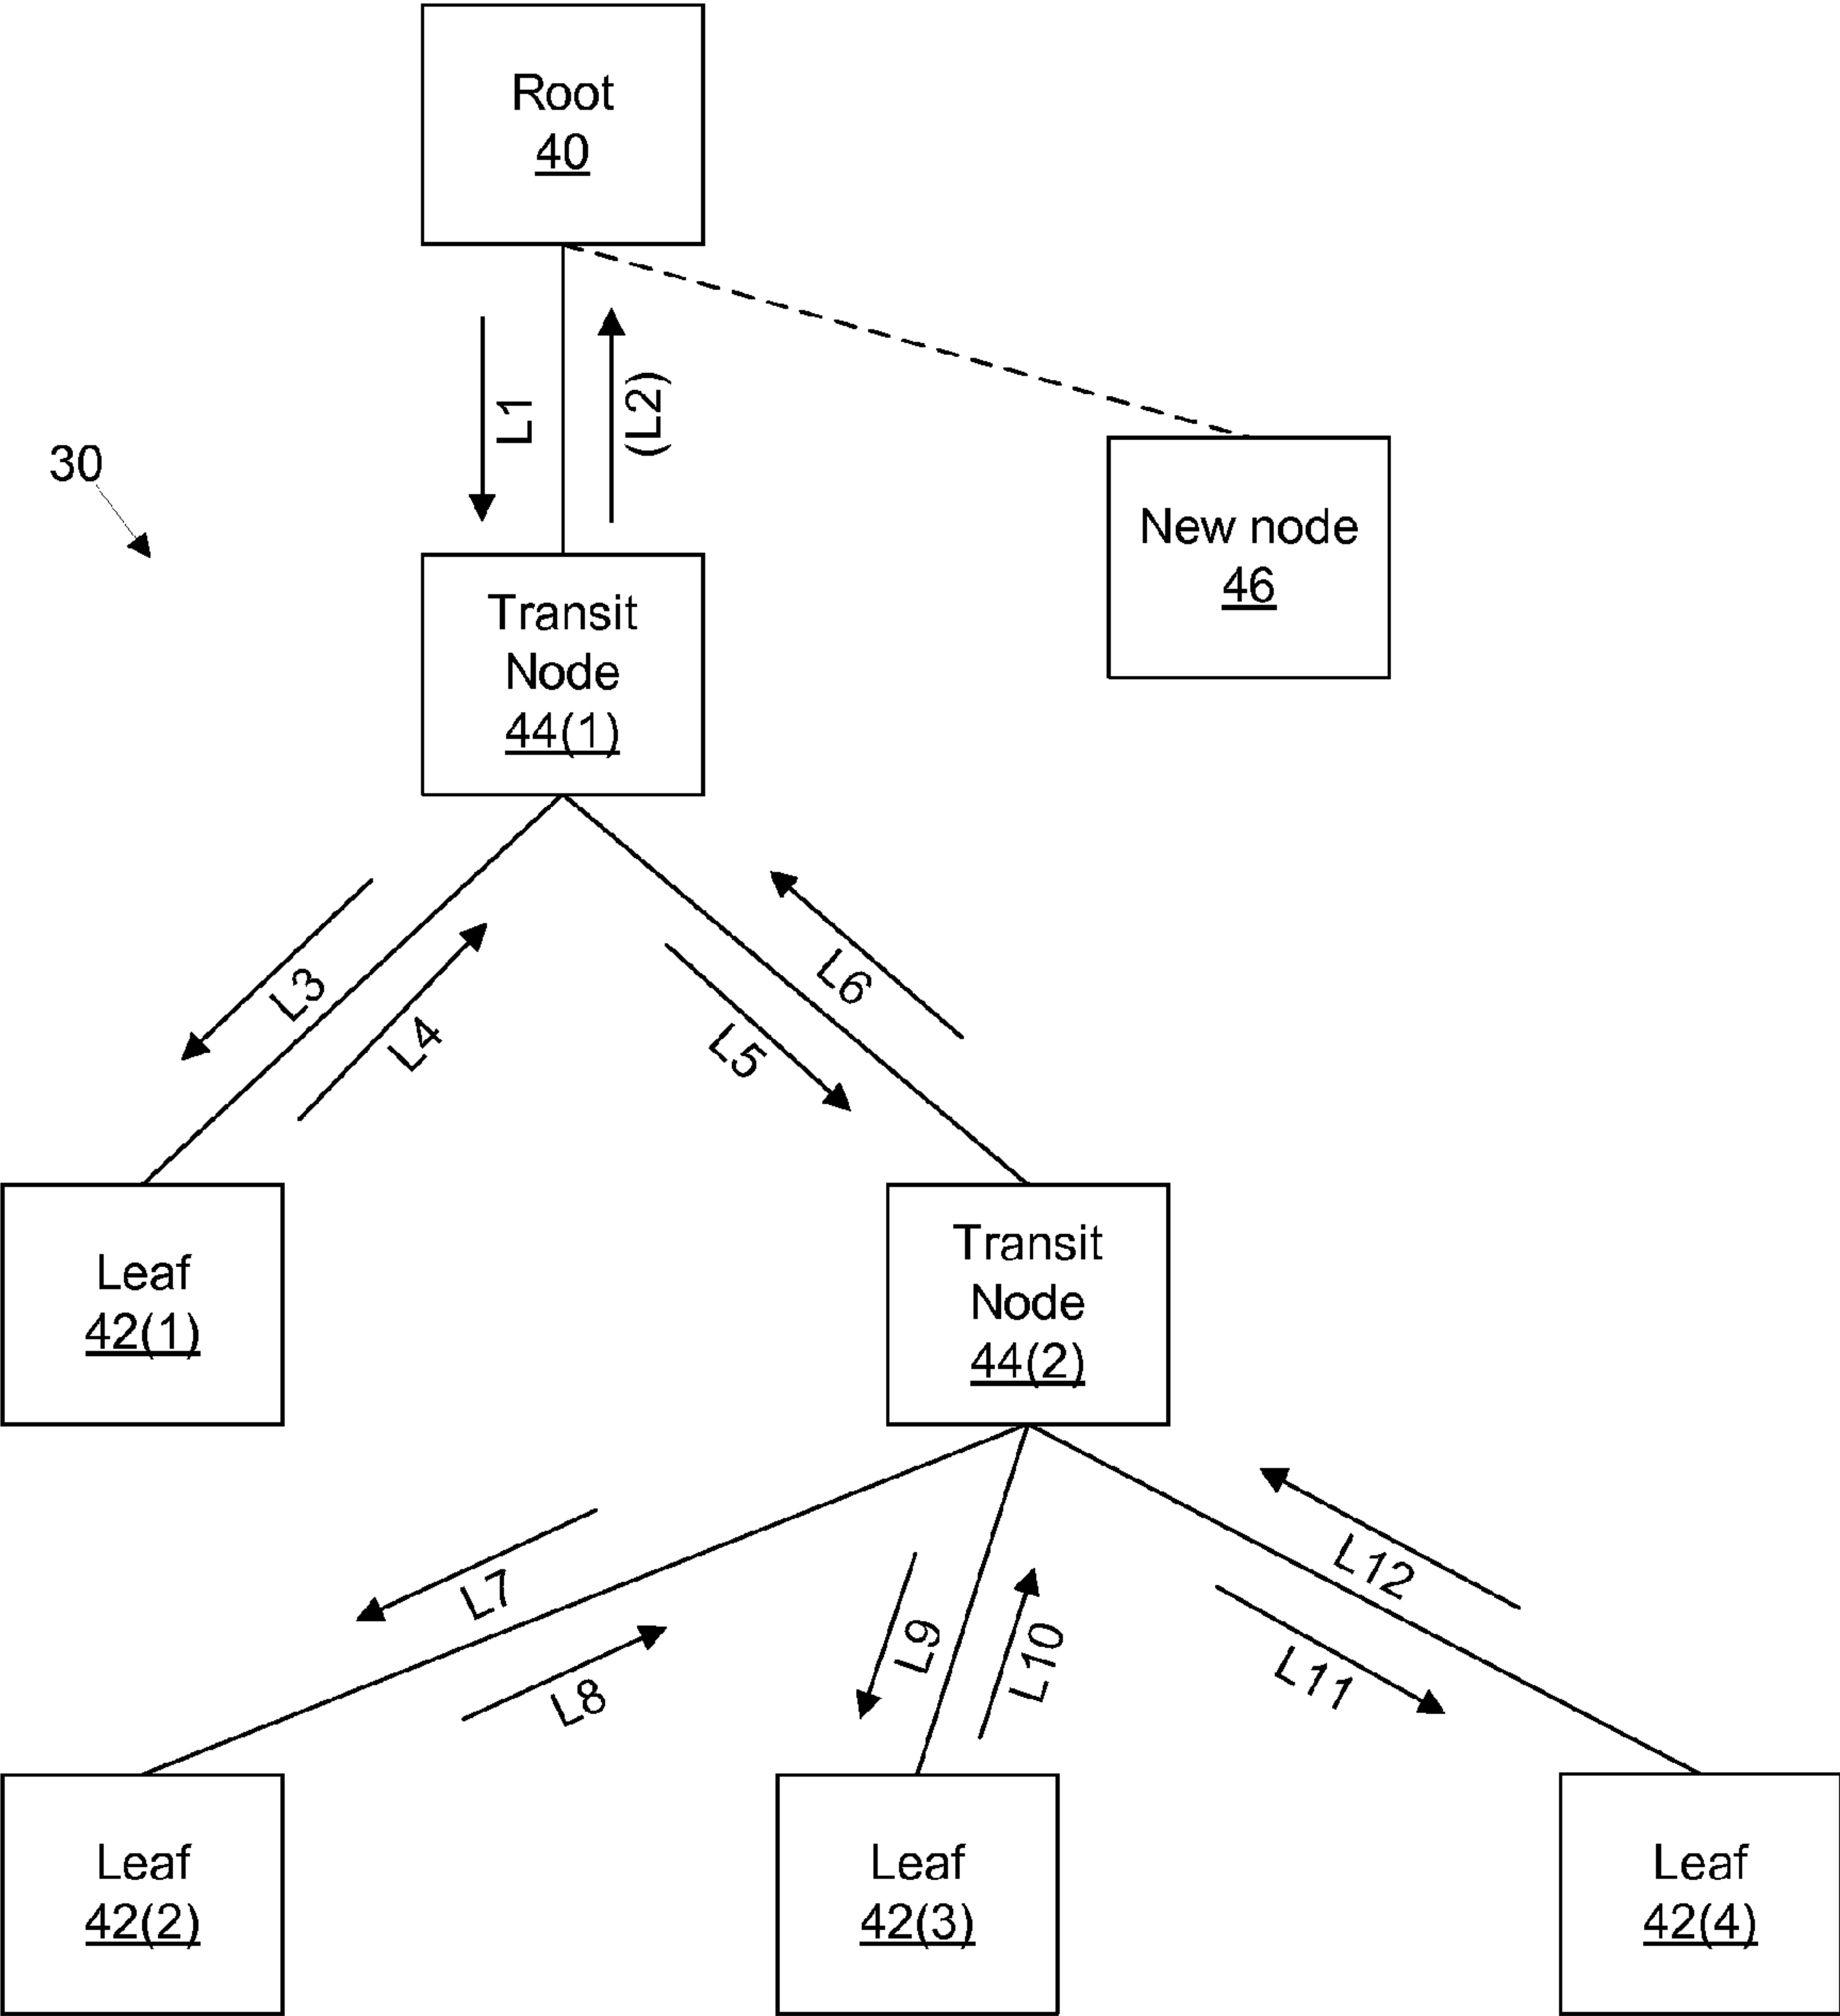 Root
40
L1
(L2)
30
New node
46
Transit
Node
44(1)
L3
L4
L5
L6
Leaf
42(1)
Transit
Node
44(2)
L7
L8
L9
L10
L11
L12
Leaf
42(2)
Leaf
42(3)
Leaf
42(4)